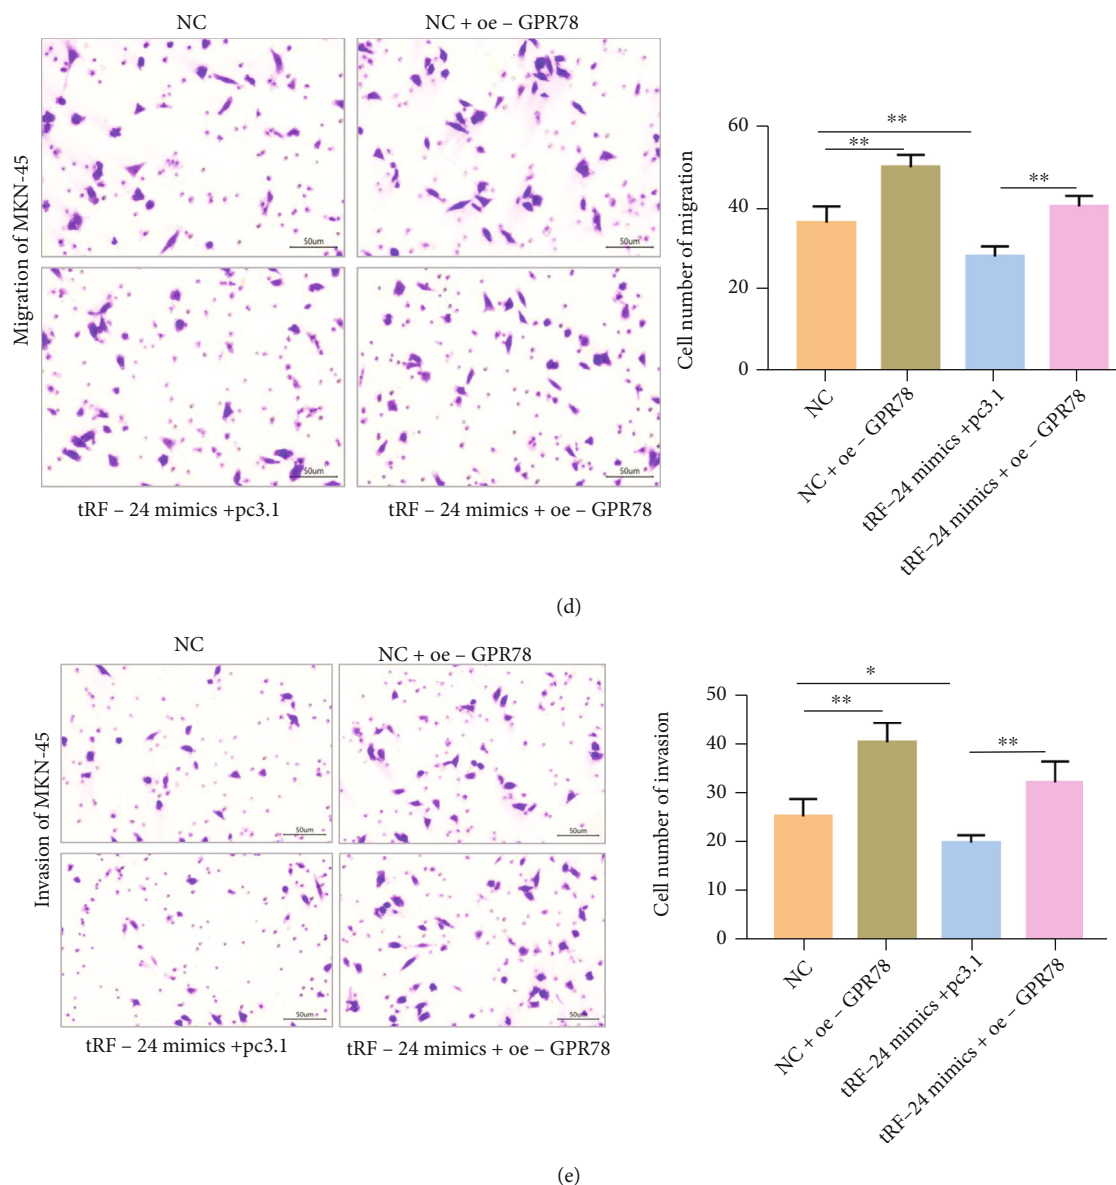 NC
NC + oe – GPR78
Migration of MKN-45
50um
50um
50um
50um
tRF – 24 mimics +pc3.1
tRF – 24 mimics + oe – GPR78
Cell number of migration
60
40
20
0
**
**
**
NC
NC + oe – GPR78
tRF–24 mimics +pc3.1
tRF–24 mimics + oe – GPR78
(d)
NC
NC + oe – GPR78
Invasion of MKN-45
50um
50um
50um
50um
tRF – 24 mimics +pc3.1
tRF – 24 mimics + oe – GPR78
Cell number of invasion
50
40
30
20
10
0
*
**
**
NC
NC + oe – GPR78
tRF–24 mimics +pc3.1
tRF–24 mimics + oe – GPR78
(e)